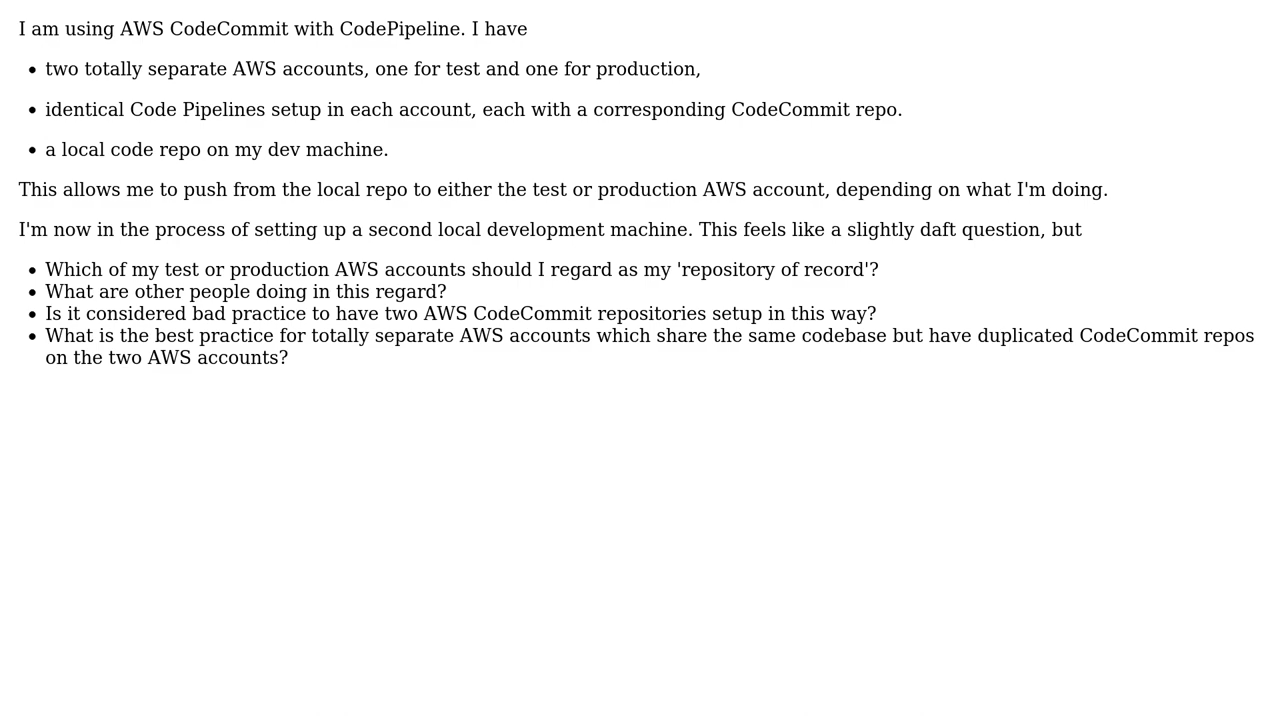 I am using AWS CodeCommit with CodePipeline. I have
• two totally separate AWS accounts, one for test and one for production,
• identical Code Pipelines setup in each account, each with a corresponding CodeCommit repo.
• a local code repo on my dev machine.
This allows me to push from the local repo to either the test or production AWS account, depending on what I'm doing.
I'm now in the process of setting up a second local development machine. This feels like a slightly daft question, but
• Which of my test or production AWS accounts should I regard as my 'repository of record'?
• What are other people doing in this regard?
• Is it considered bad practice to have two AWS CodeCommit repositories setup in this way?
• What is the best practice for totally separate AWS accounts which share the same codebase but have duplicated CodeCommit repos
on the two AWS accounts?